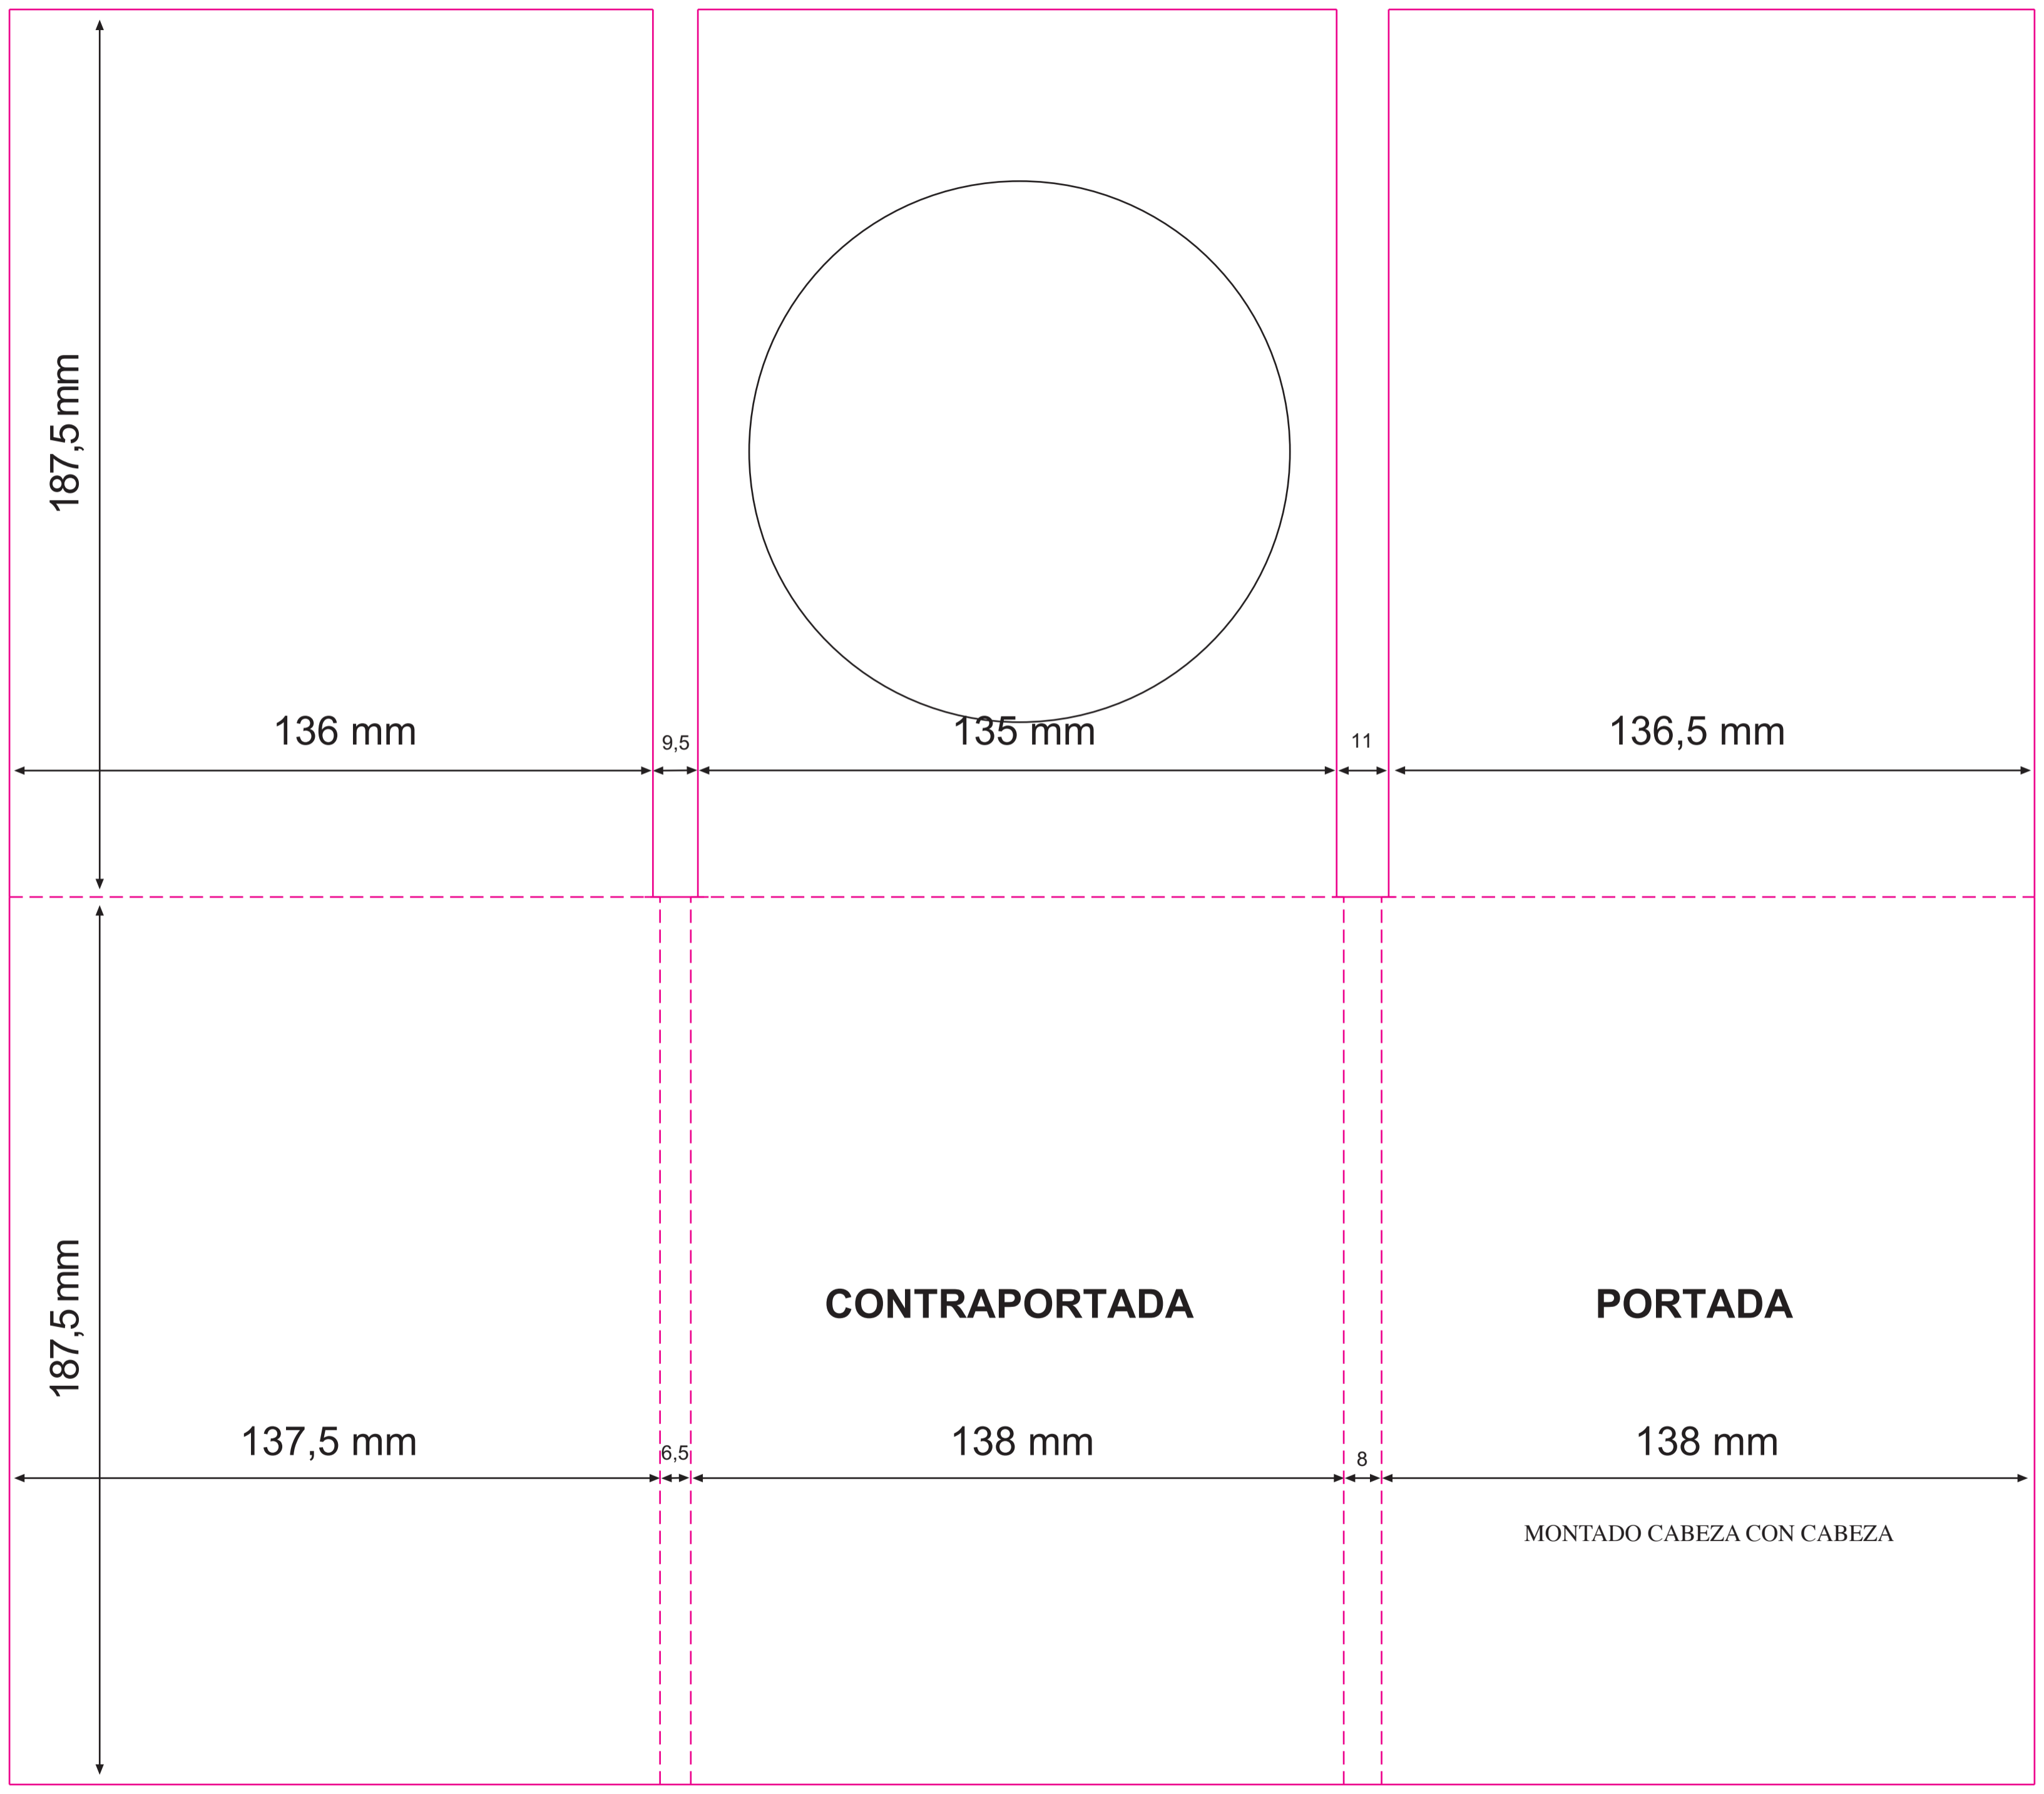 187,5 mm
136 mm
9,5
135 mm
11
136,5 mm
187,5 mm
CONTRAPORTADA
PORTADA
137,5 mm
6,5
138 mm
8
138 mm
MONTADO CABEZA CON CABEZA